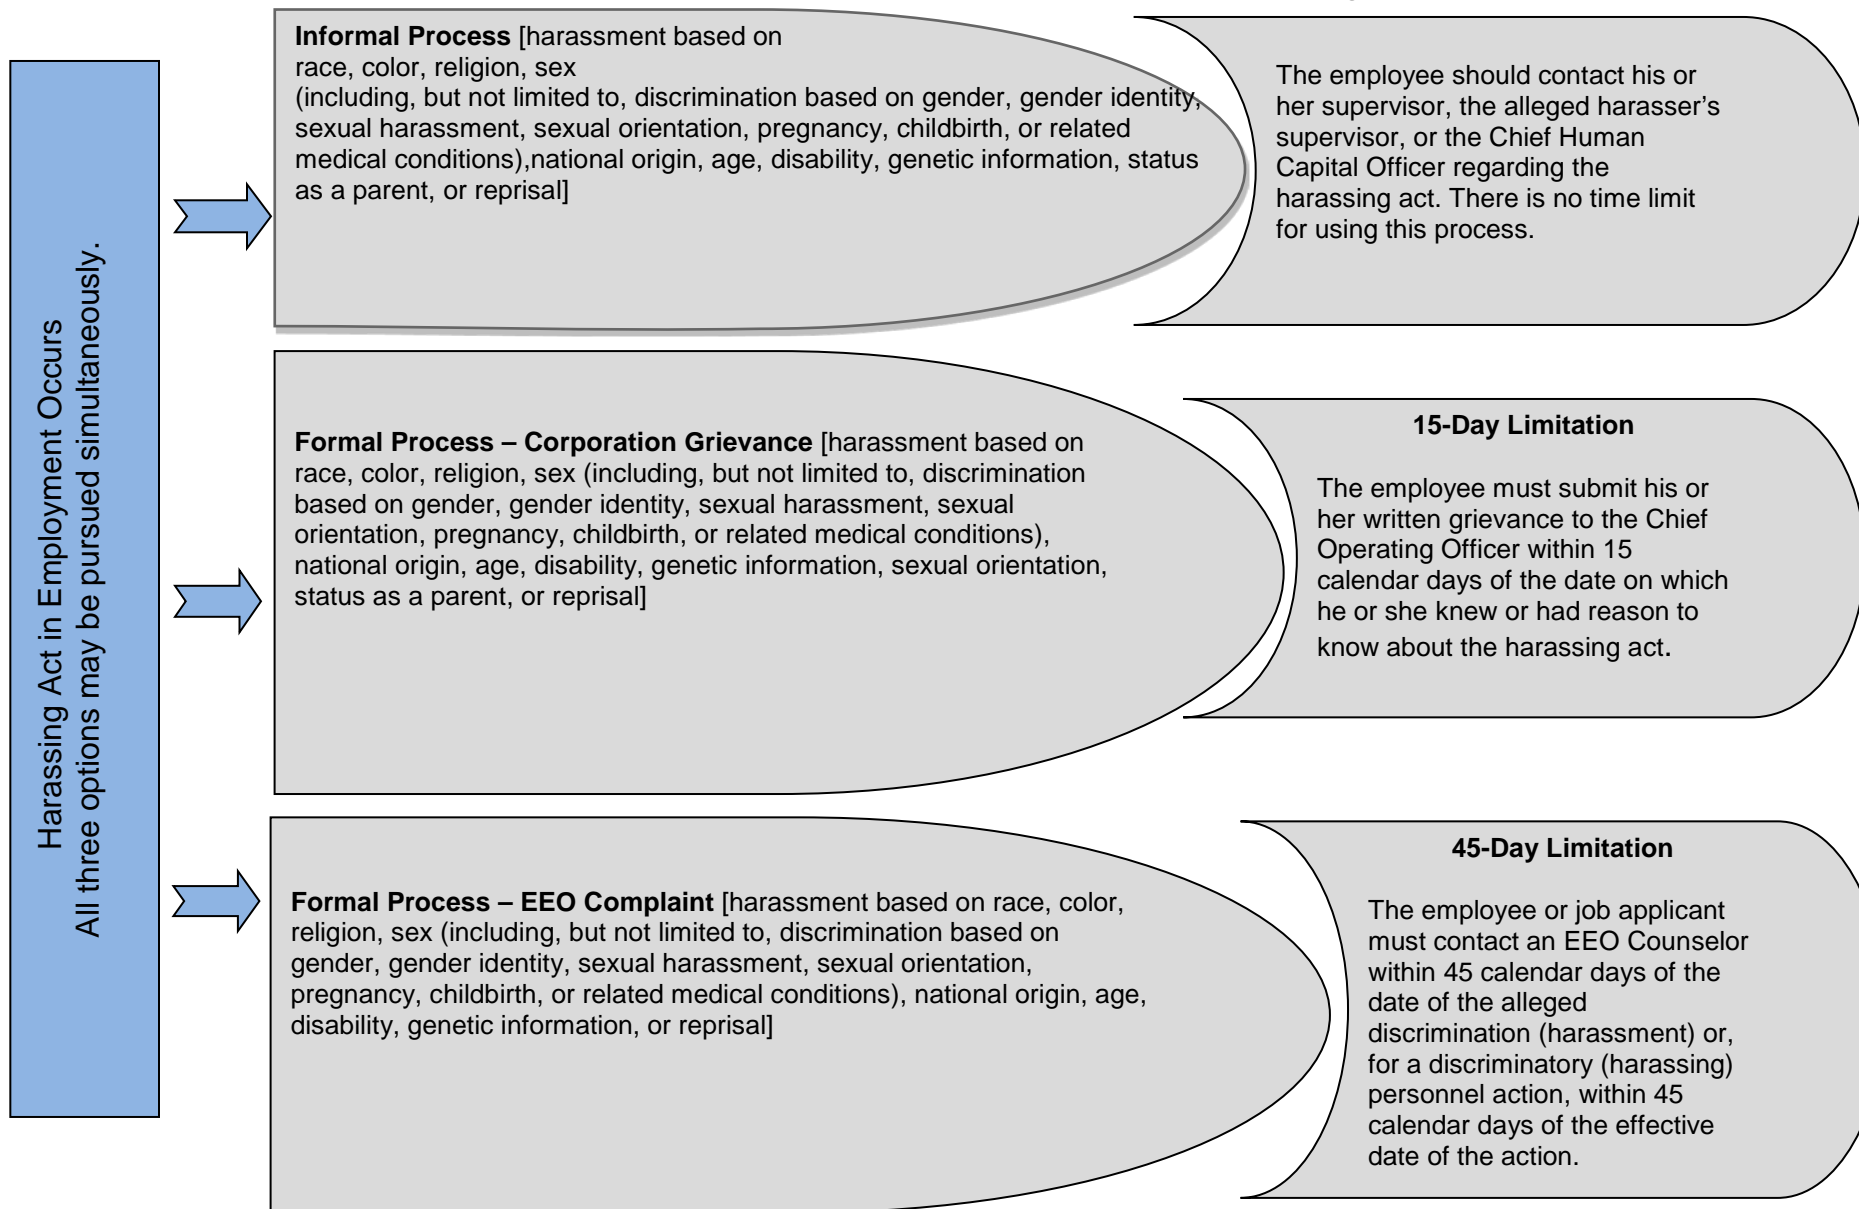 Harassing Act in Employment Occurs
All three options may be pursued simultaneously.
Informal Process [harassment based on
race, color, religion, sex
(including, but not limited to, discrimination based on gender, gender identity,
sexual harassment, sexual orientation, pregnancy, childbirth, or related
medical conditions),national origin, age, disability, genetic information, status
as a parent, or reprisal]
The employee should contact his or
her supervisor, the alleged harasser’s
supervisor, or the Chief Human
Capital Officer regarding the
harassing act. There is no time limit
for using this process.
Formal Process – Corporation Grievance [harassment based on
race, color, religion, sex (including, but not limited to, discrimination
based on gender, gender identity, sexual harassment, sexual
orientation, pregnancy, childbirth, or related medical conditions),
national origin, age, disability, genetic information, sexual orientation,
status as a parent, or reprisal]
15-Day Limitation
The employee must submit his or
her written grievance to the Chief
Operating Officer within 15
calendar days of the date on which
he or she knew or had reason to
know about the harassing act.
Formal Process – EEO Complaint [harassment based on race, color,
religion, sex (including, but not limited to, discrimination based on
gender, gender identity, sexual harassment, sexual orientation,
pregnancy, childbirth, or related medical conditions), national origin, age,
disability, genetic information, or reprisal]
45-Day Limitation
The employee or job applicant
must contact an EEO Counselor
within 45 calendar days of the
date of the alleged
discrimination (harassment) or,
for a discriminatory (harassing)
personnel action, within 45
calendar days of the effective
date of the action.